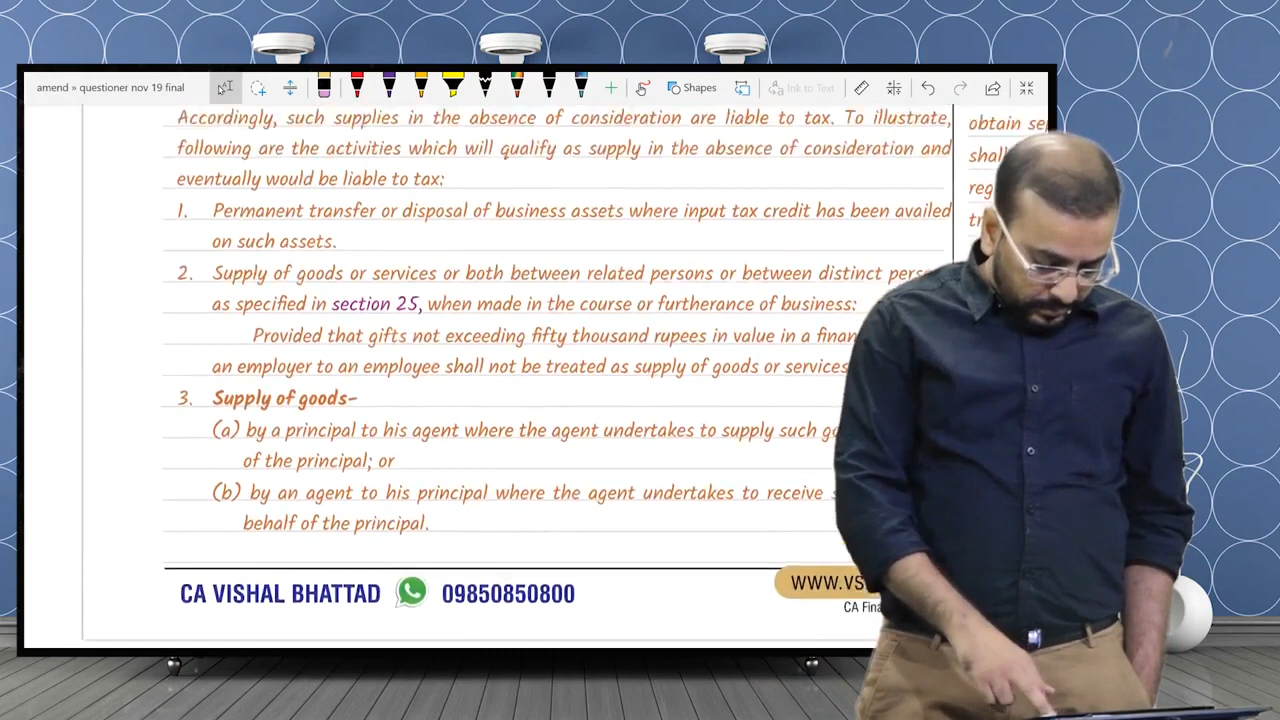 amend » questioner nov 19 final
Shapes
Ink to Text
Accordingly, such supplies in the absence of consideration are liable to tax. To illustrate,
following are the activities which will qualify as supply in the absence of consideration and
eventually would be liable to tax:
1. Permanent transfer or disposal of business assets where input tax credit has been availed
on such assets.
2. Supply of goods or services or both between related persons or between distinct
as specified in section 25, when made in the course or furtherance of business:
Provided that gifts not exceeding fifty thousand rupees in value in a
an employer to an employee shall not be treated as supply of goods or services
3. Supply of goods-
(a) by a principal to his agent where the agent undertakes to supply such
of the principal; or
(b) by an agent to his principal where the agent undertakes to receive
behalf of the principal.
obtain
CA VISHAL BHATTAD 09850850800
WWW.VS
CA